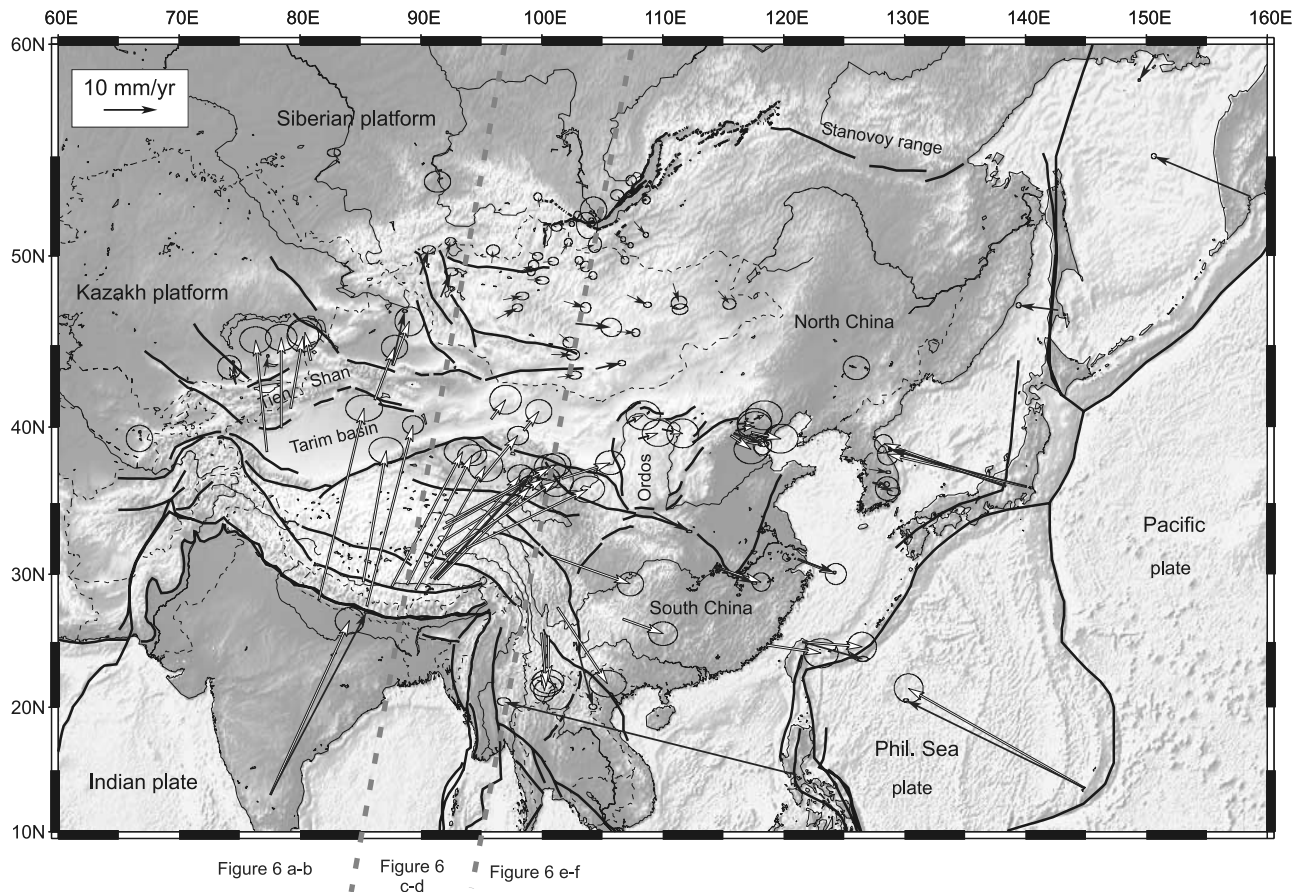 60E 70E 80E 90E 100E 110E 120E 130E 140E 150E 160E
60N
10 mm/yr
Siberian platform
Stanovoy range
50N
Kazakh platform
North China
Tien Shan
40N
Tarim basin
Ordos
Pacific
plate
30N
South China
20N
Phil. Sea
plate
Indian plate
10N
Figure 6 a-b
Figure 6
c-d
Figure 6 e-f